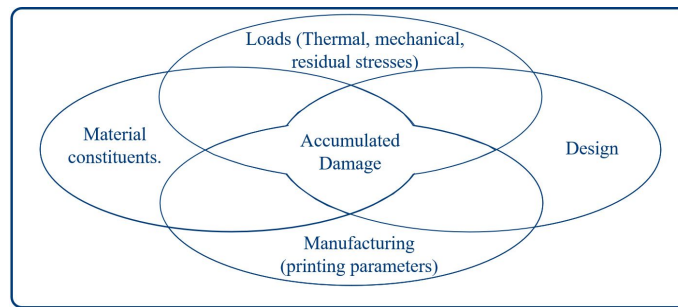 Loads (Thermal, mechanical,
residual stresses)
Material
constituents.
Accumulated
Damage
Design
Manufacturing
(printing parameters)